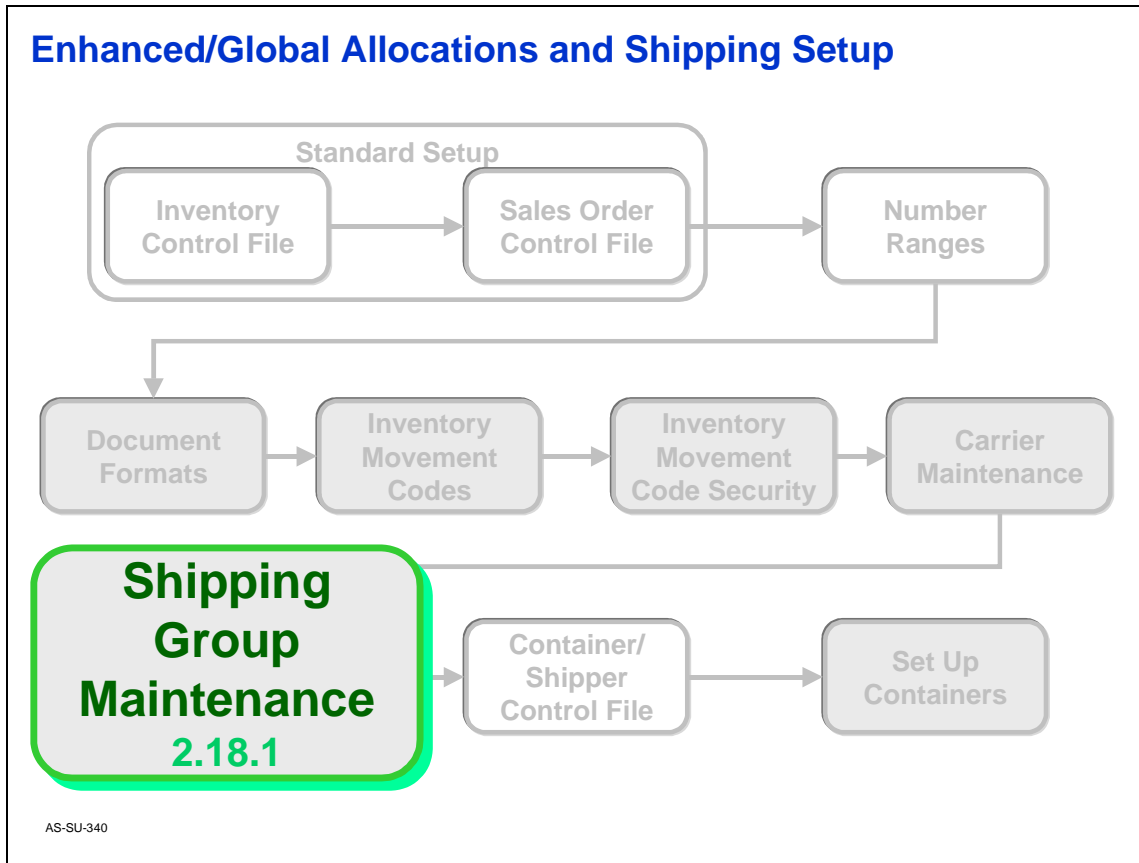 Enhanced/Global Allocations and Shipping Setup
Standard Setup
Inventory
Control File
Sales Order
Control File
Number
Ranges
Document
Formats
Inventory
Movement
Codes
Inventory
Movement
Code Security
Carrier
Maintenance
Shipping
Group
Maintenance
2.18.1
Container/
Shipper
Control File
Set Up
Containers
AS-SU-340